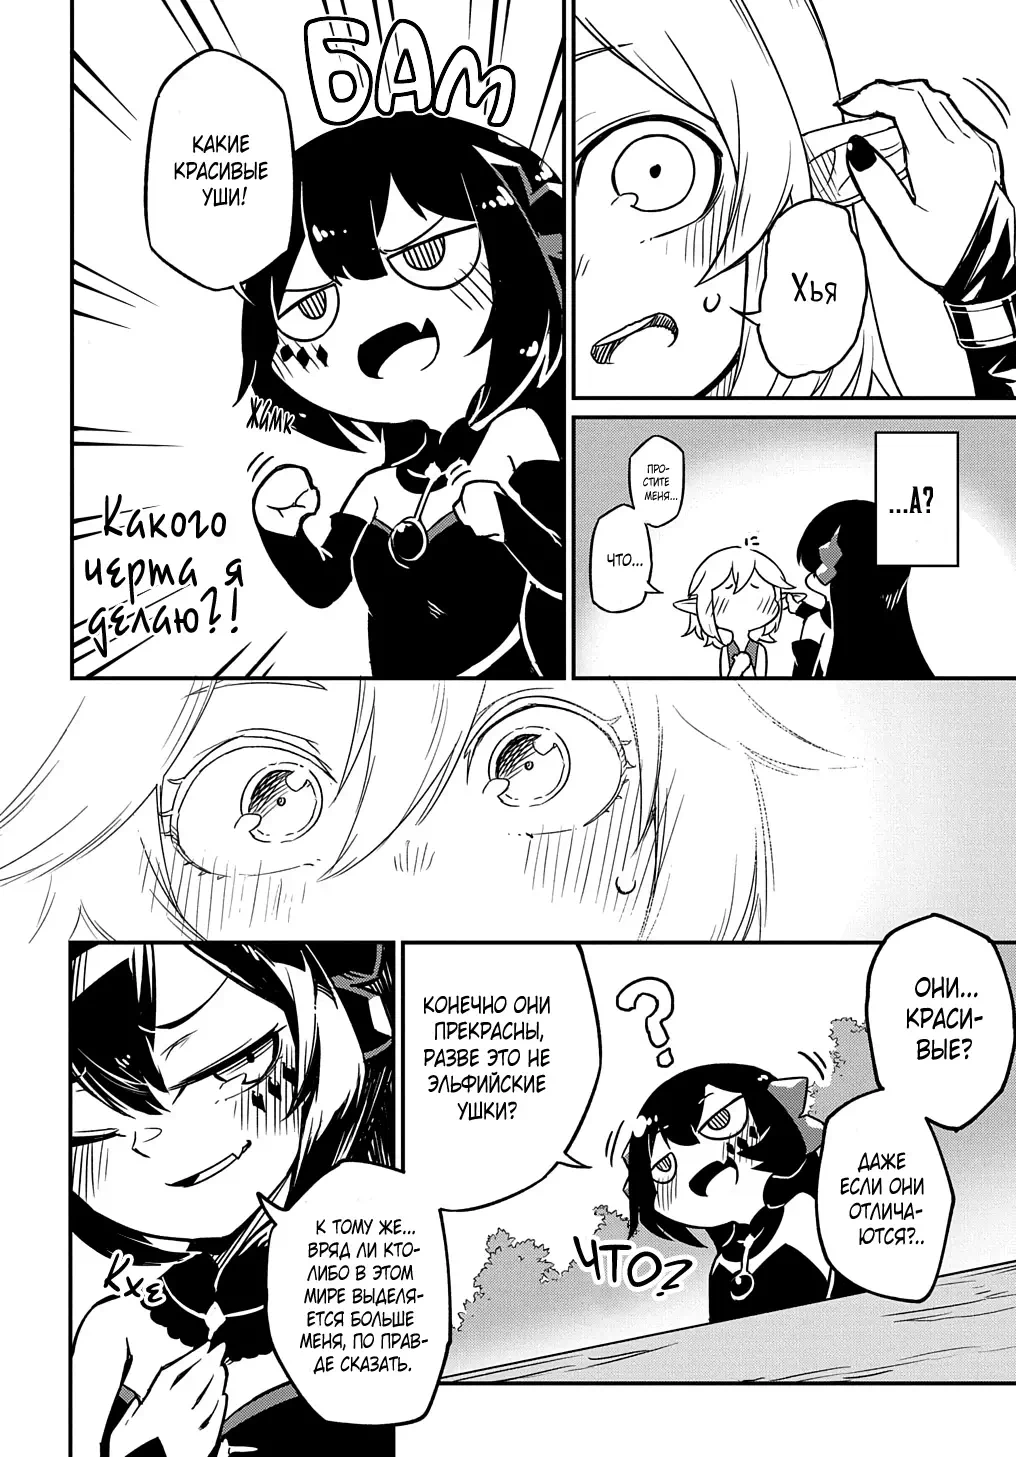 Хья
...А?
ПРО-
СТИТЕ
МЕНЯ...
ЧТО...
БАМ
КАКИЕ
КРАСИВЫЕ
УШИ!
Жимк
Какого
черта я
делаю?!
ОНИ...
КРАСИ-
ВЫЕ?
ДАЖЕ
ЕСЛИ ОНИ
ОТЛИЧА-
ЮТСЯ?..
?
ЧТО?
КОНЕЧНО ОНИ
ПРЕКРАСНЫ,
РАЗВЕ ЭТО НЕ
ЭЛЬФИЙСКИЕ
УШКИ?
К ТОМУ ЖЕ...
ВРЯД ЛИ КТО-
ЛИБО В ЭТОМ
МИРЕ ВЫДЕЛЯ-
ЕТСЯ БОЛЬШЕ
МЕНЯ, ПО ПРАВ-
ДЕ СКАЗАТЬ.
Кхе